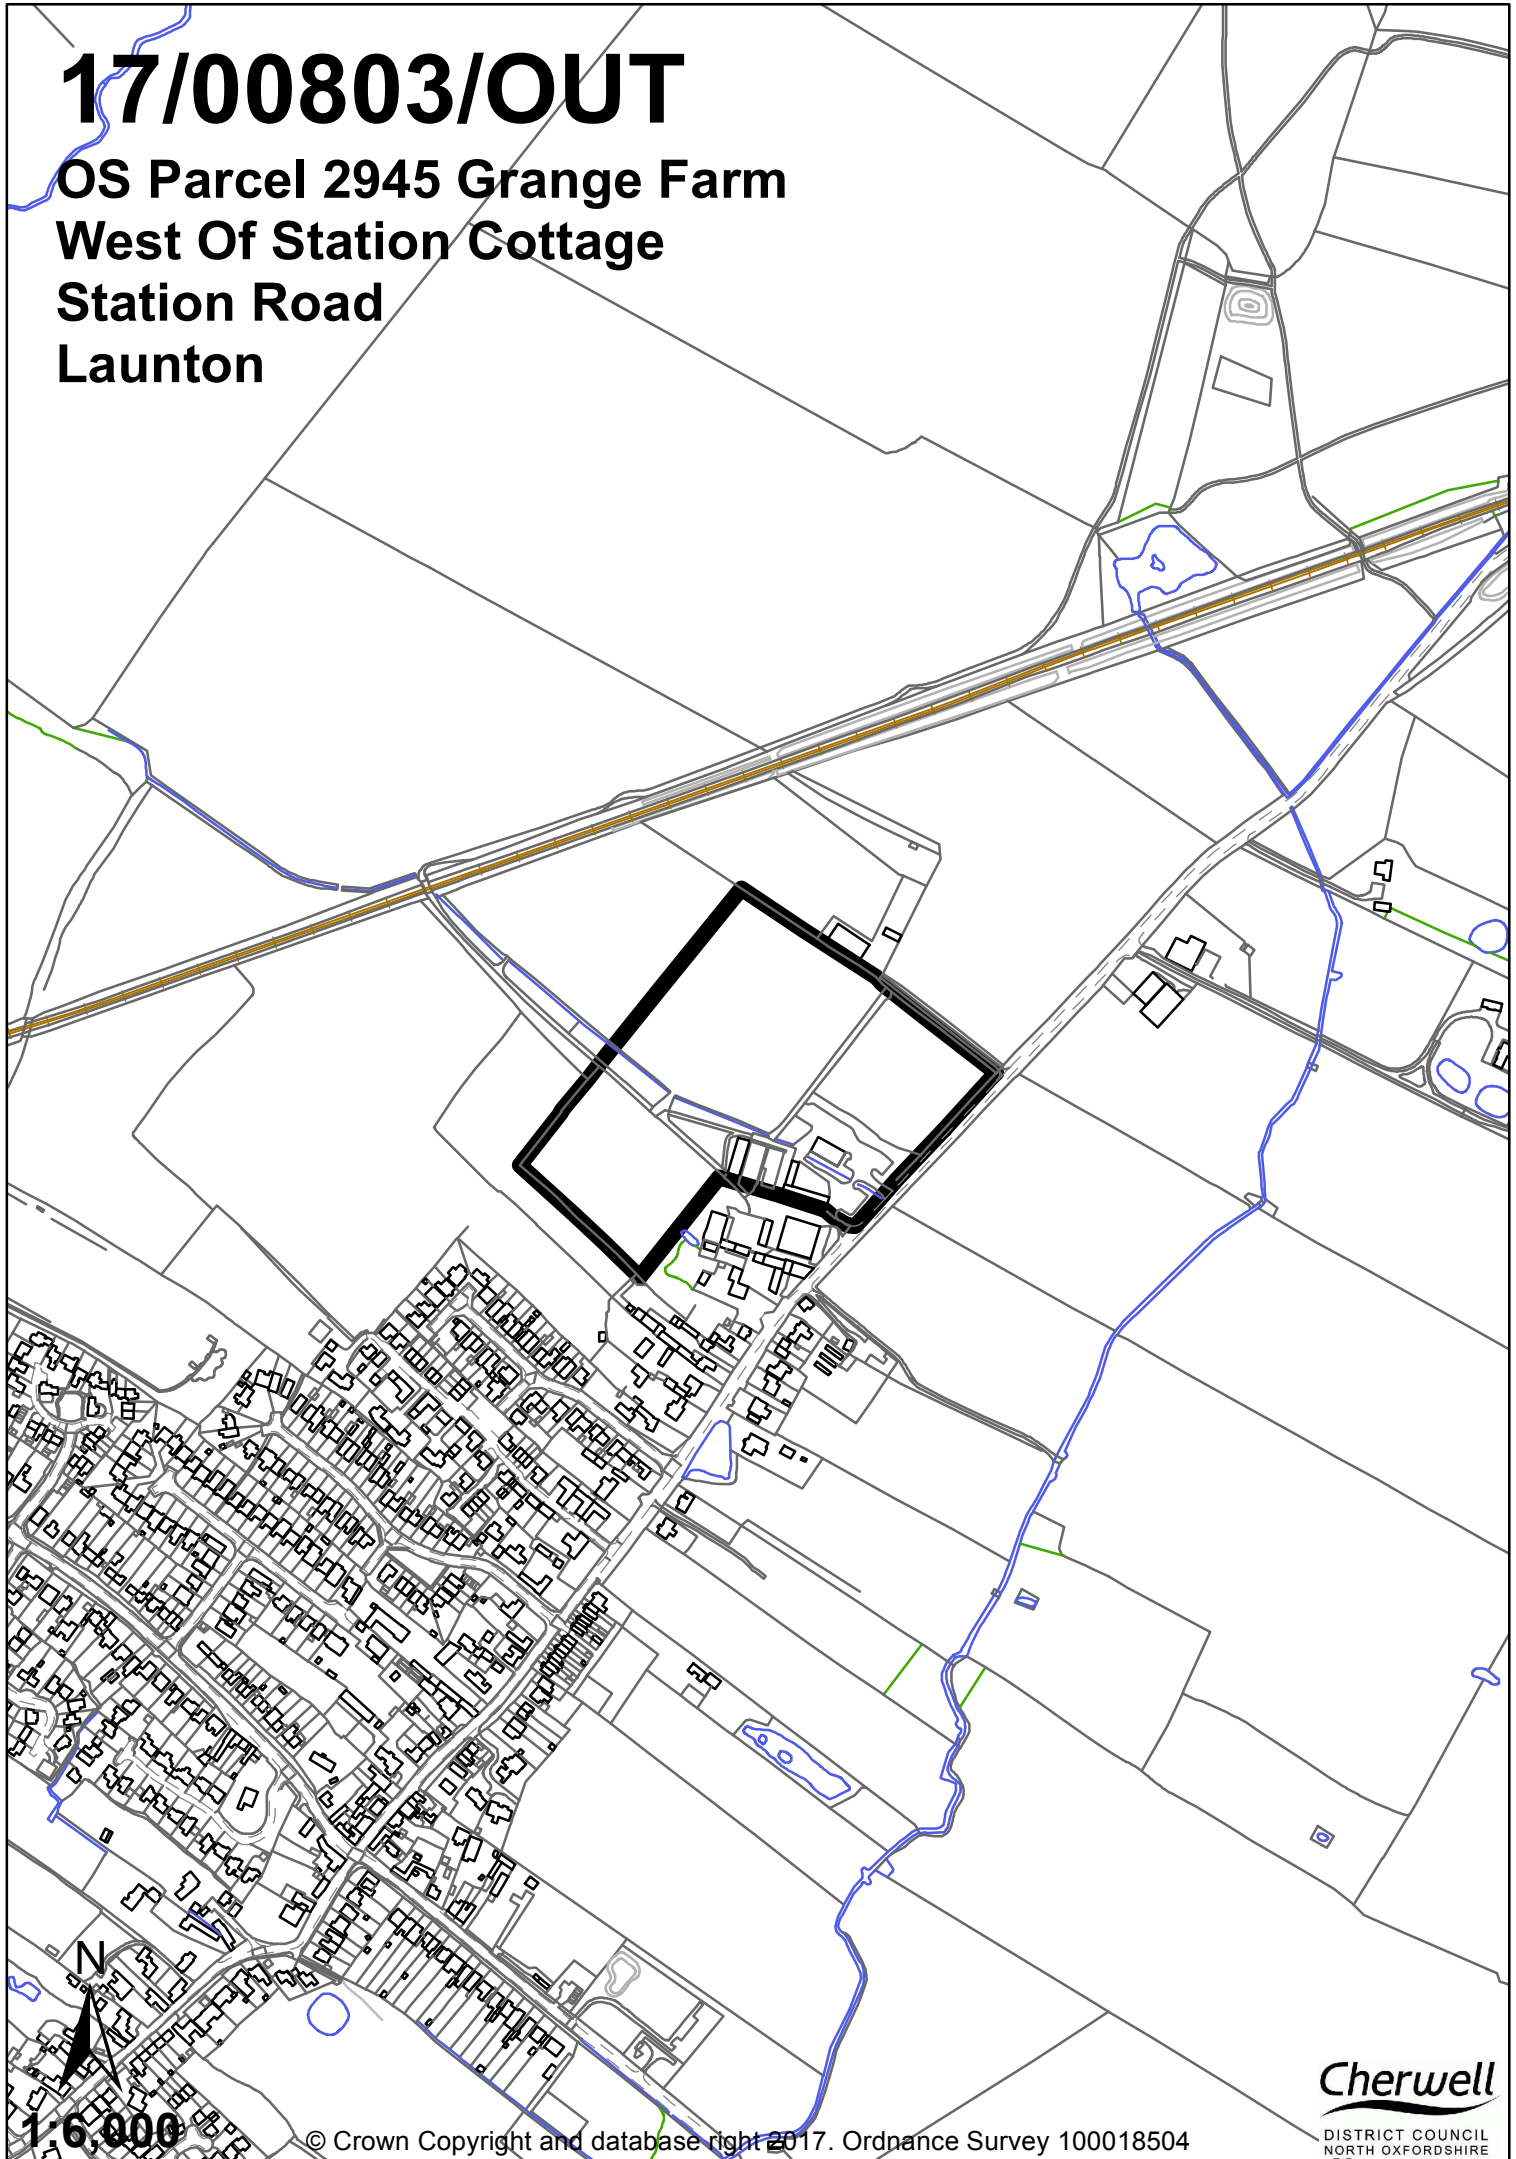 17/00803/OUT
OS Parcel 2945 Grange Farm
West Of Station Cottage
Station Road
Launton
N
1:6,000
© Crown Copyright and database right 2017. Ordnance Survey 100018504
Cherwell
DISTRICT COUNCIL
NORTH OXFORDSHIRE